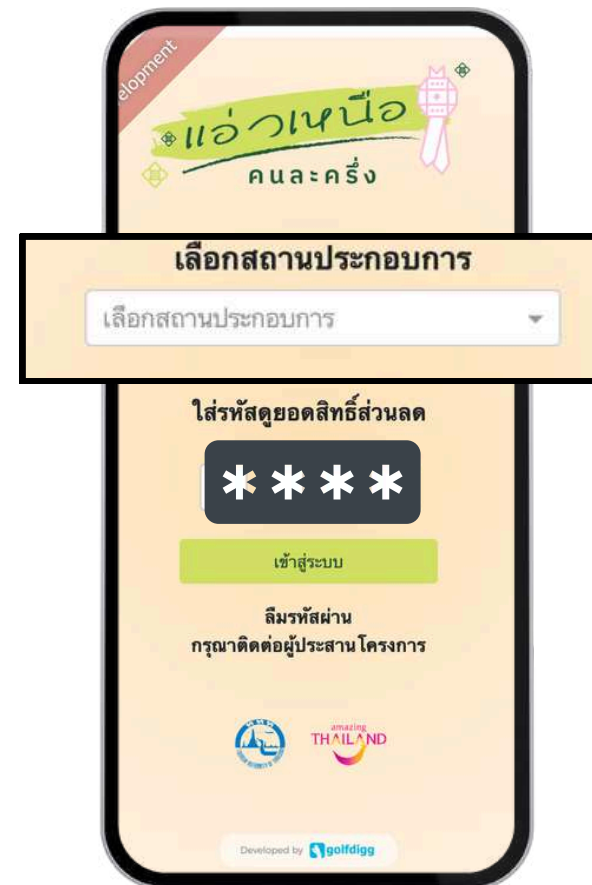 elopment
แอ่วเหนือ
คนละครึ่ง
เลือกสถานประกอบการ
เลือกสถานประกอบการ
ใส่รหัสดูยอดสิทธิ์ส่วนลด
****
เข้าสู่ระบบ
ลืมรหัสผ่าน
กรุณาติดต่อผู้ประสานโครงการ
ททท
amazing
THAILAND
Developed by golfdigg